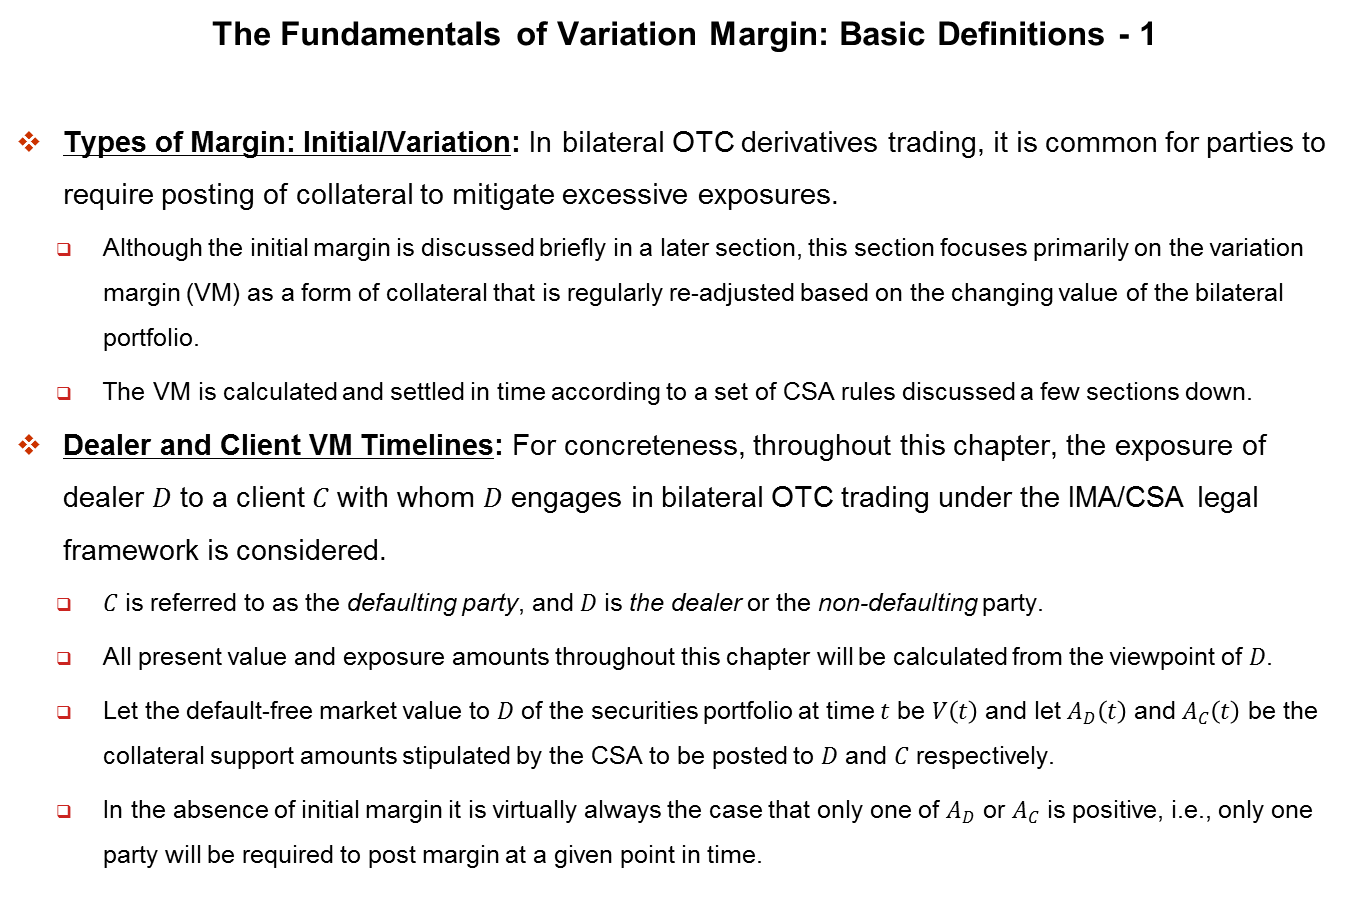 The Fundamentals of Variation Margin: Basic Definitions - 1
❖ Types of Margin: Initial/Variation: In bilateral OTC derivatives trading, it is common for parties to
require posting of collateral to mitigate excessive exposures.
❑ Although the initial margin is discussed briefly in a later section, this section focuses primarily on the variation
margin (VM) as a form of collateral that is regularly re-adjusted based on the changing value of the bilateral
portfolio.
❑ The VM is calculated and settled in time according to a set of CSA rules discussed a few sections down.
❖ Dealer and Client VM Timelines: For concreteness, throughout this chapter, the exposure of
dealer D to a client C with whom D engages in bilateral OTC trading under the IMA/CSA legal
framework is considered.
❑ C is referred to as the defaulting party, and D is the dealer or the non-defaulting party.
❑ All present value and exposure amounts throughout this chapter will be calculated from the viewpoint of D.
❑ Let the default-free market value to D of the securities portfolio at time t be V(t) and let A_D(t) and A_C(t) be the
collateral support amounts stipulated by the CSA to be posted to D and C respectively.
❑ In the absence of initial margin it is virtually always the case that only one of A_D or A_C is positive, i.e., only one
party will be required to post margin at a given point in time.